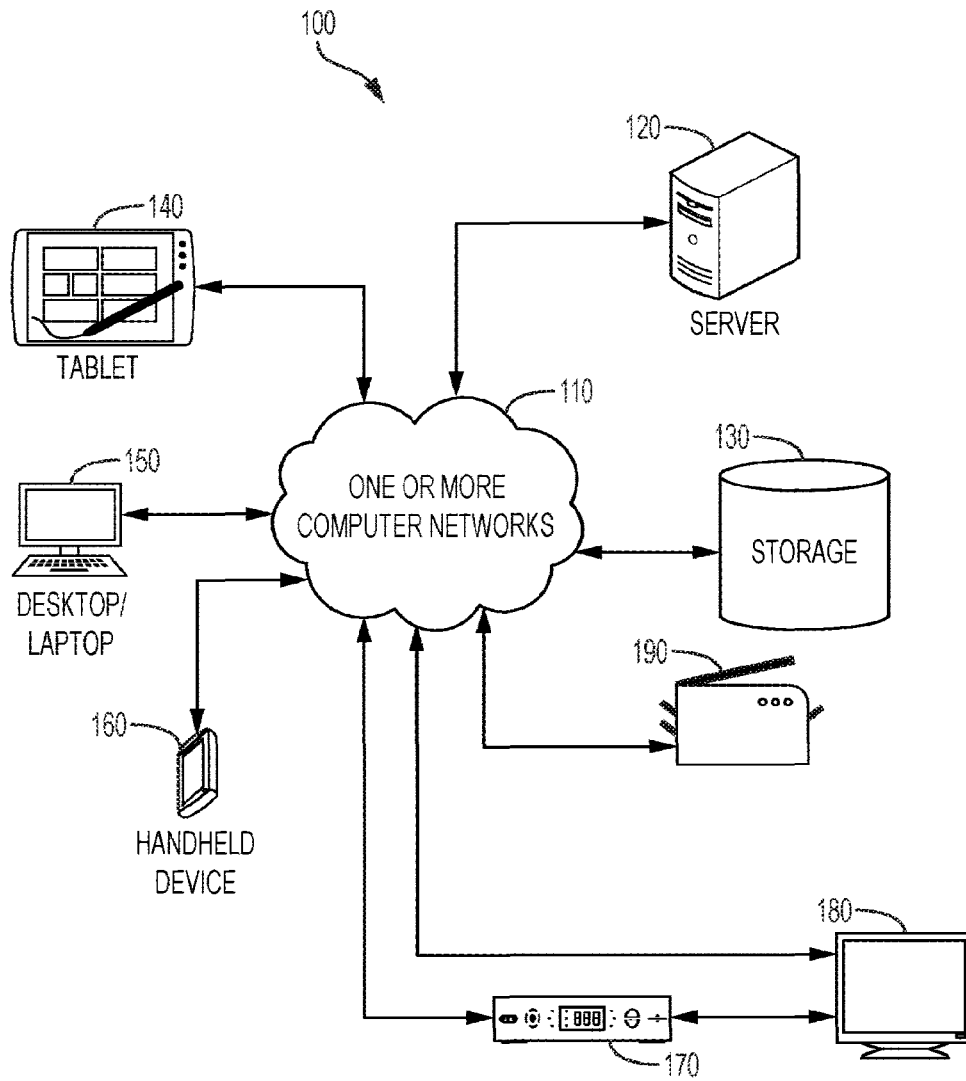 100
120
SERVER
140
TABLET
110
ONE OR MORE
COMPUTER NETWORKS
150
DESKTOP/
LAPTOP
130
STORAGE
190
160
HANDHELD
DEVICE
180
888
170